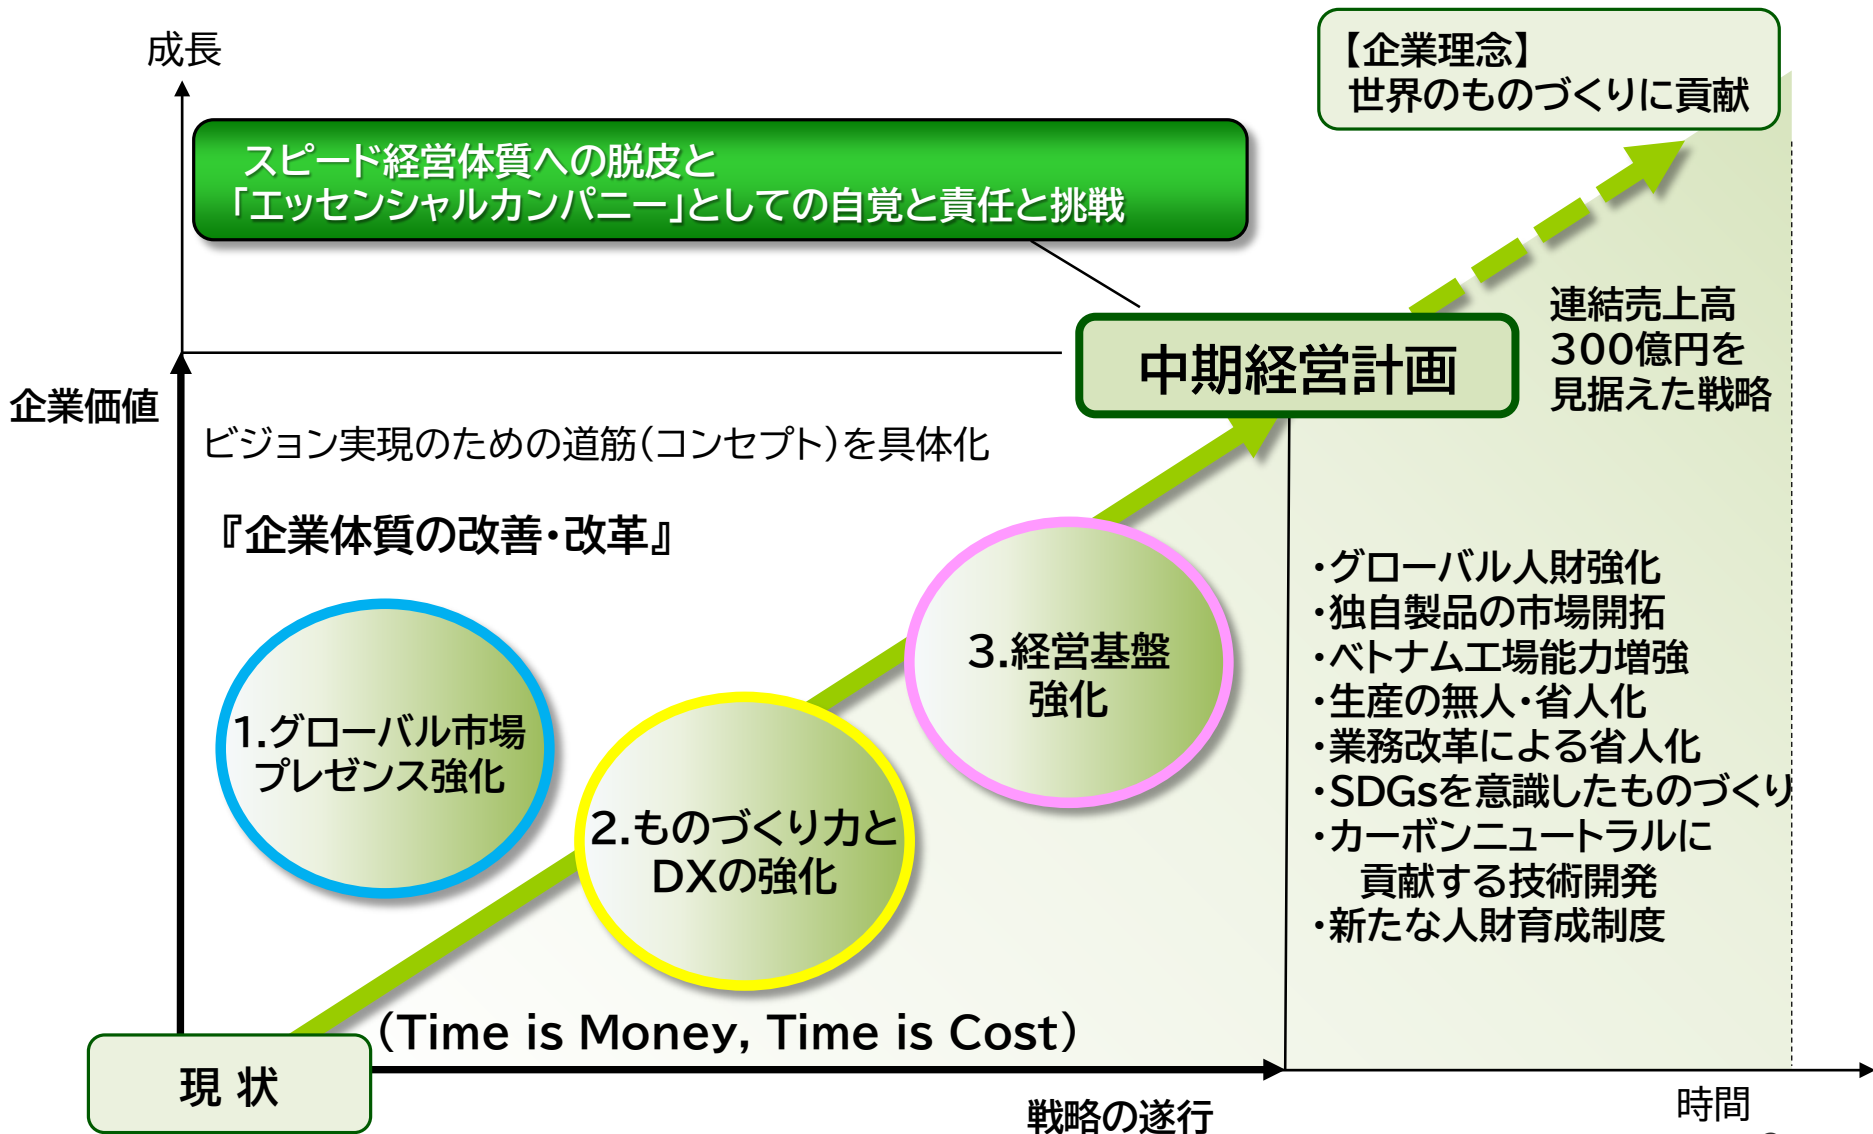 成長
【企業理念】
世界のものづくりに貢献
スピード経営体質への脱皮と
「エッセンシャルカンパニー」としての自覚と責任と挑戦
連結売上高
300億円を
見据えた戦略
中期経営計画
企業価値
ビジョン実現のための道筋(コンセプト)を具体化
『企業体質の改善・改革』
1.グローバル市場
プレゼンス強化
2.ものづくり力と
DXの強化
3.経営基盤
強化
・グローバル人財強化
・独自製品の市場開拓
・ベトナム工場能力増強
・生産の無人・省人化
・業務改革による省人化
・SDGsを意識したものづくり
・カーボンニュートラルに
貢献する技術開発
・新たな人財育成制度
(Time is Money, Time is Cost)
現 状
戦略の遂行
時間